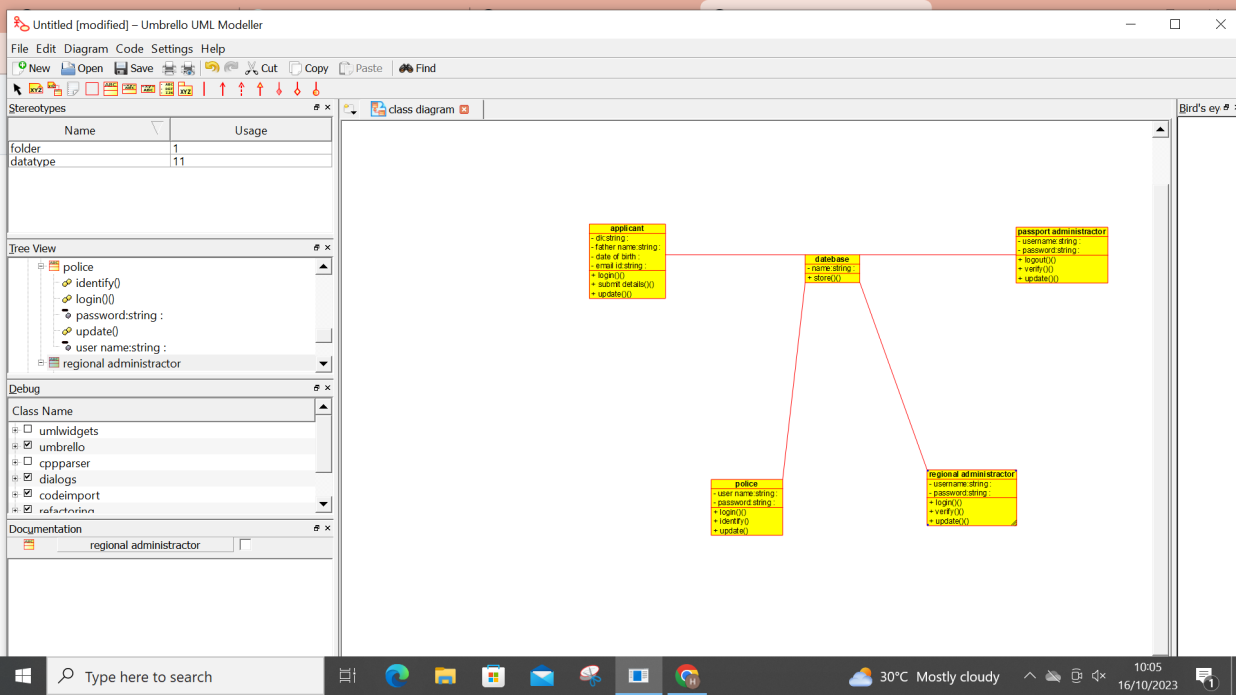 Untitled [modified] – Umbrello UML Modeller
File Edit Diagram Code Settings Help
New Open Save Cut Copy Paste Find
Stereotypes
Name Usage
folder 1
datatype 11
Tree View
police
identify()
login()()
password:string :
update()
user name:string :
regional administractor
Debug
Class Name
umlwidgets
umbrello
cppparser
dialogs
codeimport
refactoring
Documentation
regional administractor
class diagram
Bird's ey
applicant
- father name:string :
- date of birth :
- email id:string :
+ login()()
+ submit details()()
+ update()()
datebase
- name:string :
+ store()()
passport administractor
- username:string :
- password:string :
+ logout()()
+ verify()()
+ update()()
police
- user name:string :
- password:string :
+ login()()
+ identify()
+ update()
regional administractor
- username:string :
- password:string :
+ login()()
+ verify()()
+ update()()
Type here to search
30°C Mostly cloudy
10:05
16/10/2023
1